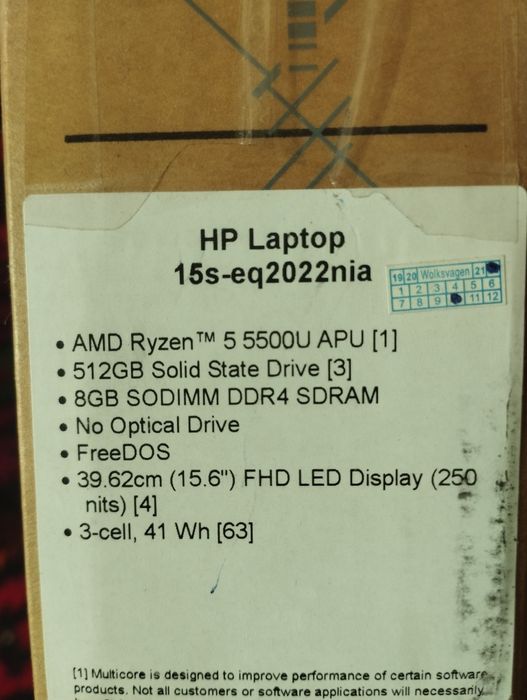 HP Laptop
15s-eq2022nia
19 20 Wolksvagen 21
1 2 3 4 5 6
7 8 9 11 12
• AMD Ryzen™ 5 5500U APU [1]
• 512GB Solid State Drive [3]
• 8GB SODIMM DDR4 SDRAM
• No Optical Drive
• FreeDOS
• 39.62cm (15.6") FHD LED Display (250
nits) [4]
• 3-cell, 41 Wh [63]
[1] Multicore is designed to improve performance of certain software
products. Not all customers or software applications will necessarily